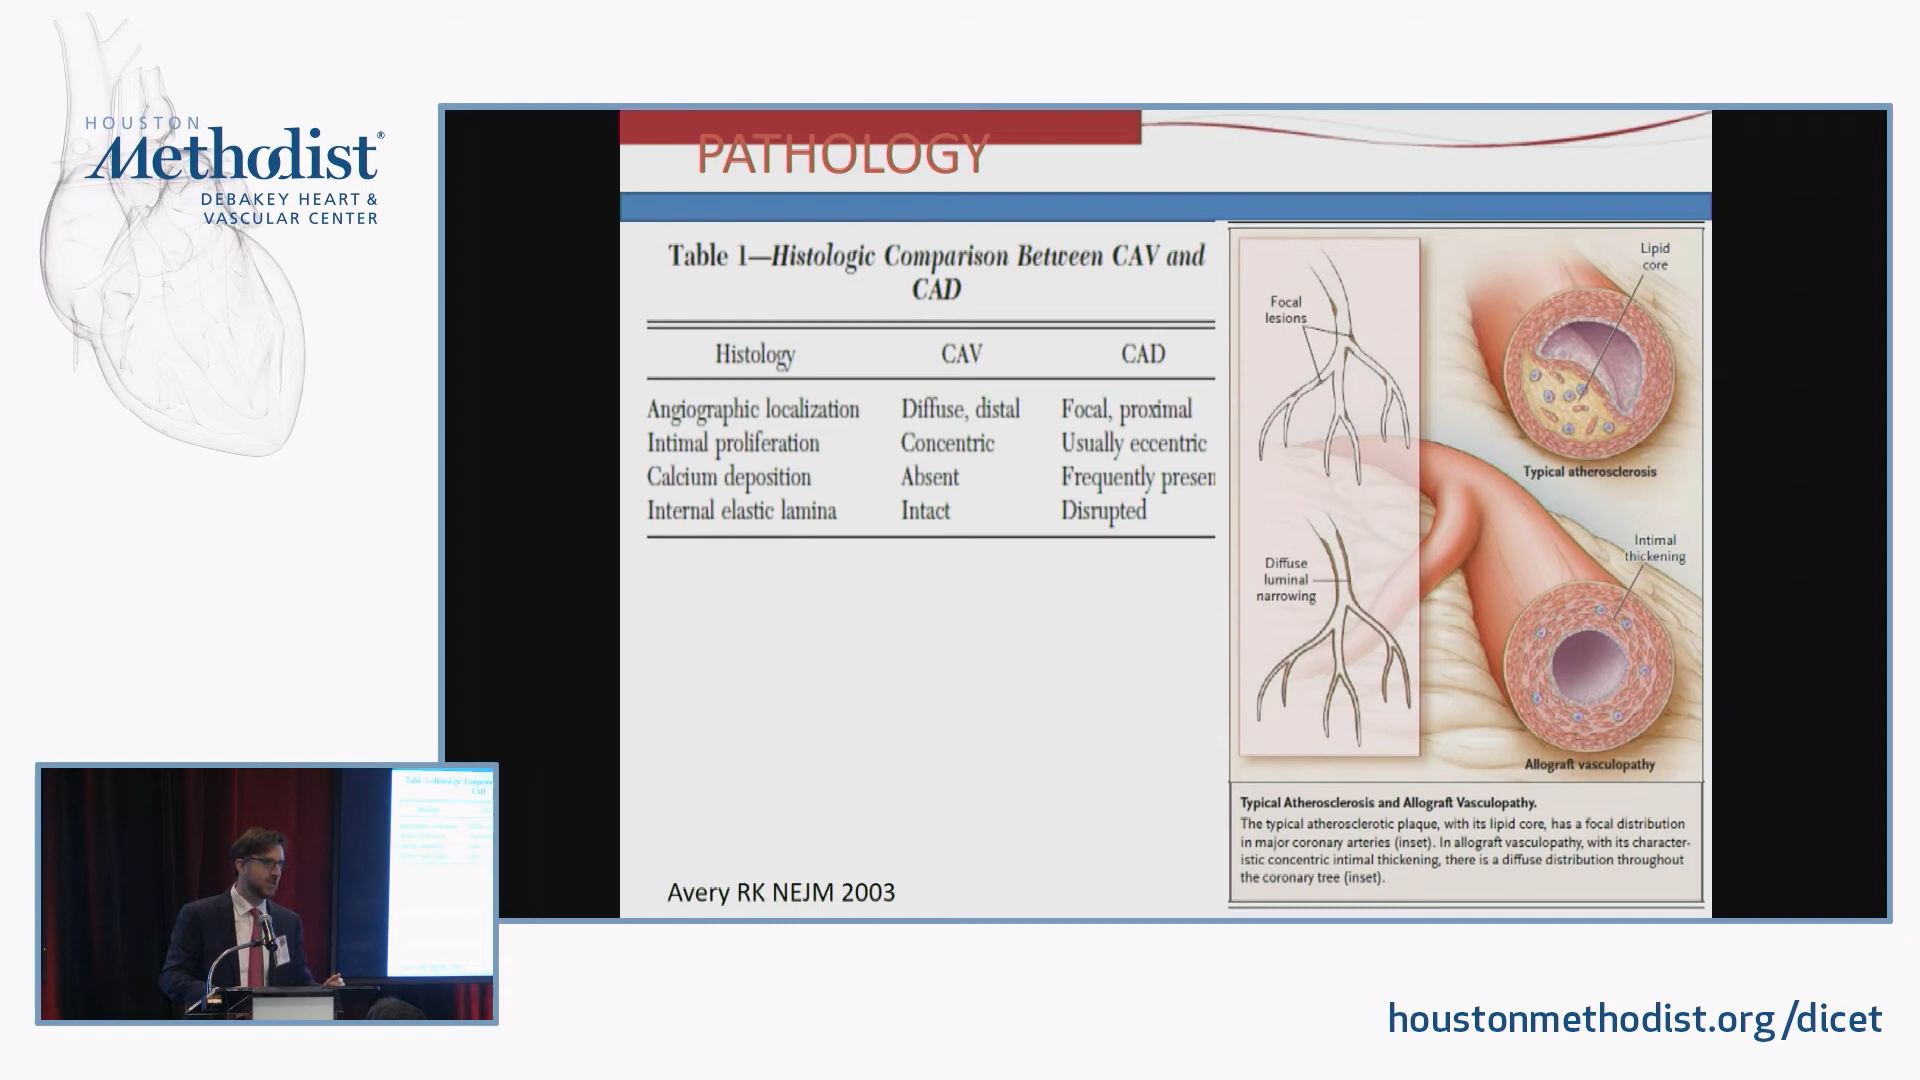 HOUSTON
Methodist®
DEBAKEY HEART &
VASCULAR CENTER
PATHOLOGY
Table 1—Histologic Comparison Between CAV and
CAD
Histology CAV CAD
Angiographic localization Diffuse, distal Focal, proximal
Intimal proliferation Concentric Usually eccentric
Calcium deposition Absent Frequently presen
Internal elastic lamina Intact Disrupted
Avery RK NEJM 2003
Focal
lesions
Lipid
core
Typical atherosclerosis
Diffuse
luminal
narrowing
Intimal
thickening
Allograft vasculopathy
Typical Atherosclerosis and Allograft Vasculopathy.
The typical atherosclerotic plaque, with its lipid core, has a focal distribution
in major coronary arteries (inset). In allograft vasculopathy, with its character-
istic concentric intimal thickening, there is a diffuse distribution throughout
the coronary tree (inset).
Table 1—Histologic
CAD
houstonmethodist.org/dicet